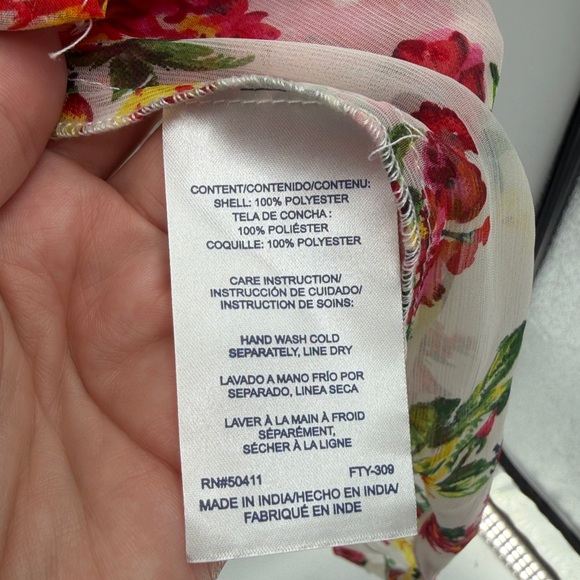 CONTENT/CONTENIDO/CONTENU:
SHELL: 100% POLYESTER
TELA DE CONCHA :
100% POLIÉSTER
COQUILLE: 100% POLYESTER
CARE INSTRUCTION/
INSTRUCCIÓN DE CUIDADO/
INSTRUCTION DE SOINS:
HAND WASH COLD
SEPARATELY, LINE DRY
LAVADO A MANO FRÍO POR
SEPARADO, LINEA SECA
LAVER À LA MAIN À FROID
SÉPARÉMENT,
SÉCHER À LA LIGNE
RN#50411 FTY-309
MADE IN INDIA/HECHO EN INDIA/
FABRIQUÉ EN INDE